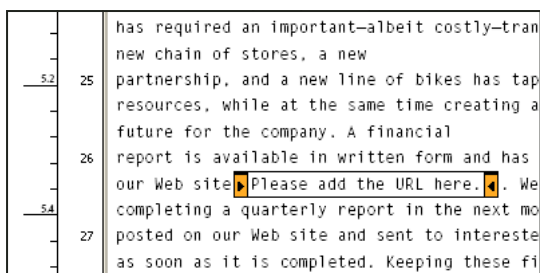 has required an important—albeit costly—tran
new chain of stores, a new
5.2 25 partnership, and a new line of bikes has tap
resources, while at the same time creating a
future for the company. A financial
26 report is available in written form and has
our Web site Please add the URL here. . We
5.4 completing a quarterly report in the next mo
27 posted on our Web site and sent to intereste
as soon as it is completed. Keeping these fi